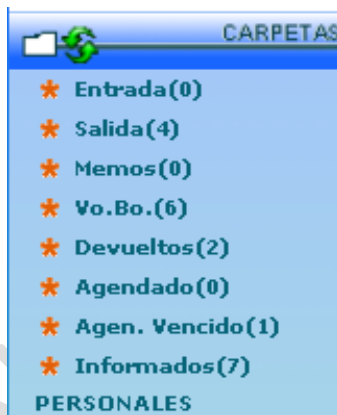 CARPETAS
Entrada(0)
Salida(4)
Memos(0)
Vo.Bo.(6)
Devueltos(2)
Agendado(0)
Agen. Vencido(1)
Informados(7)
PERSONALES